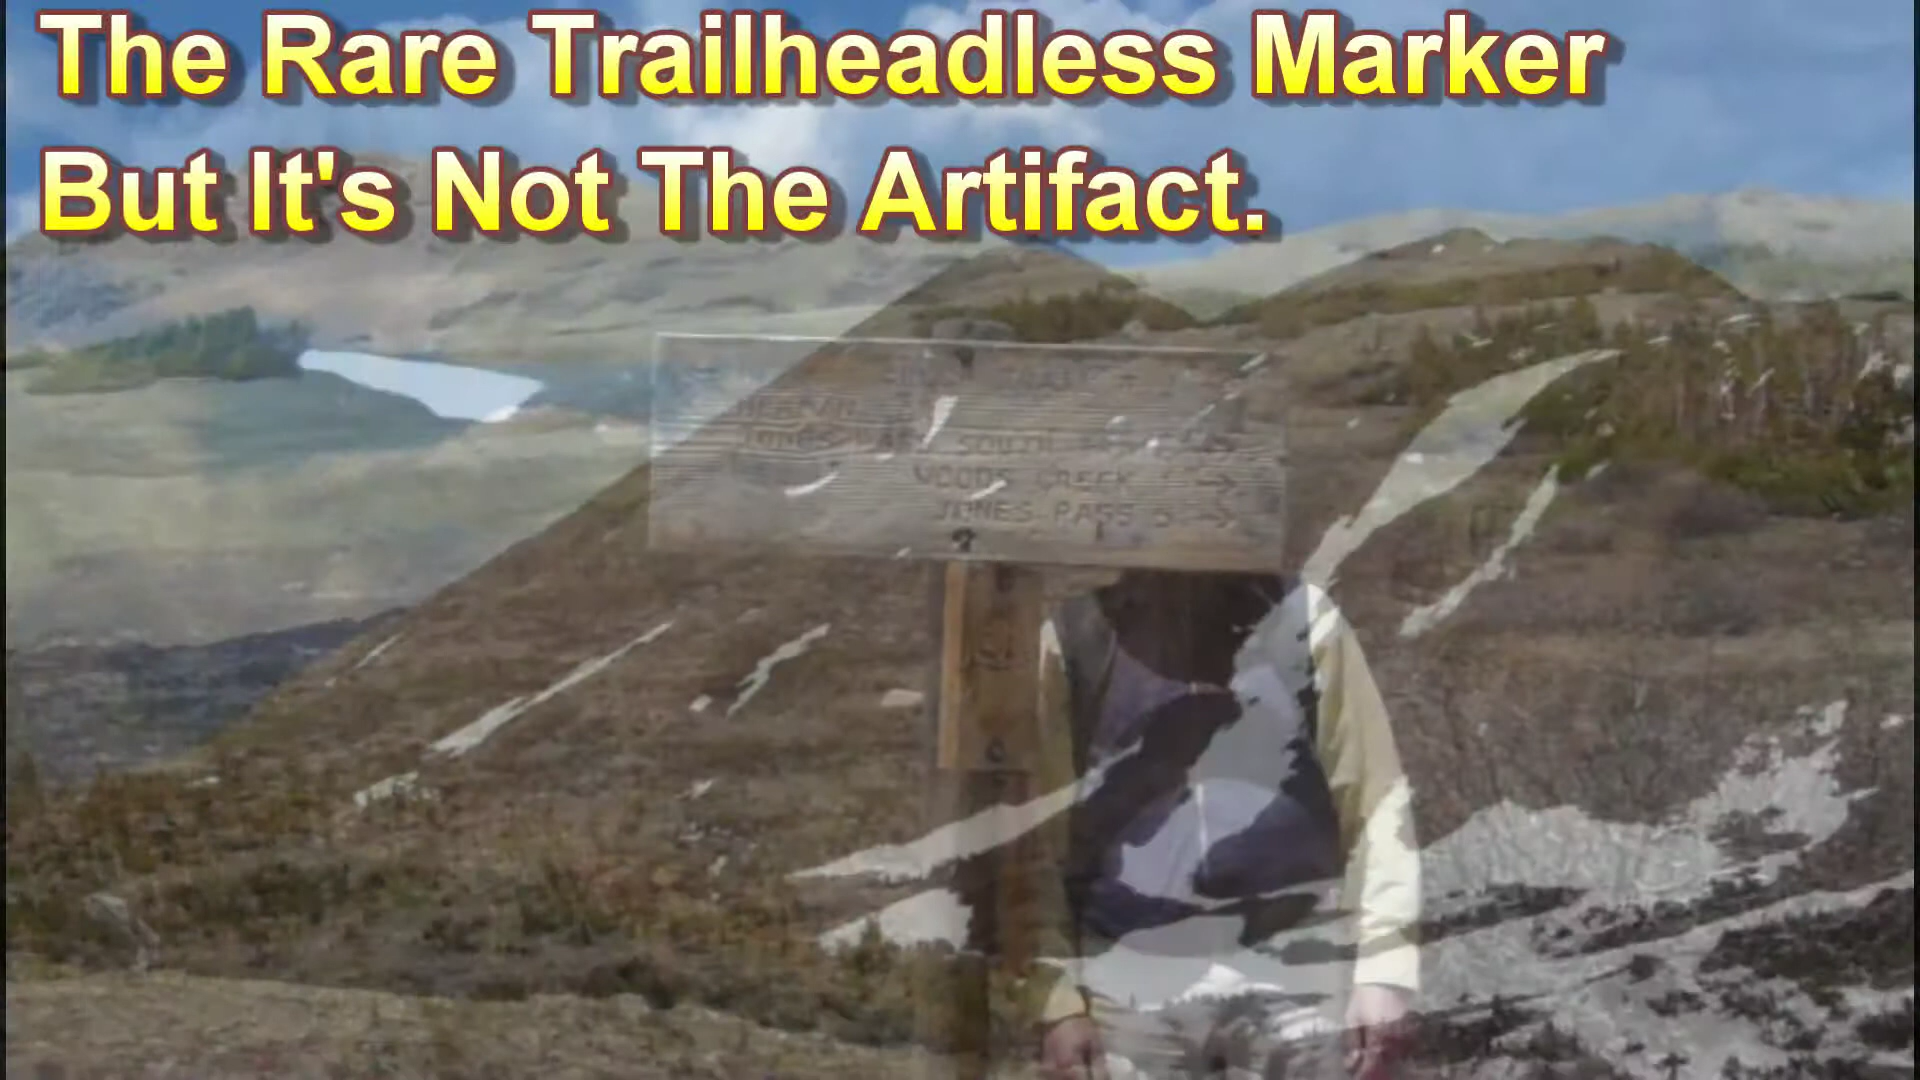 The Rare Trailheadless Marker
But It's Not The Artifact.
SOUTH
WOODS CREEK
JONES PASS